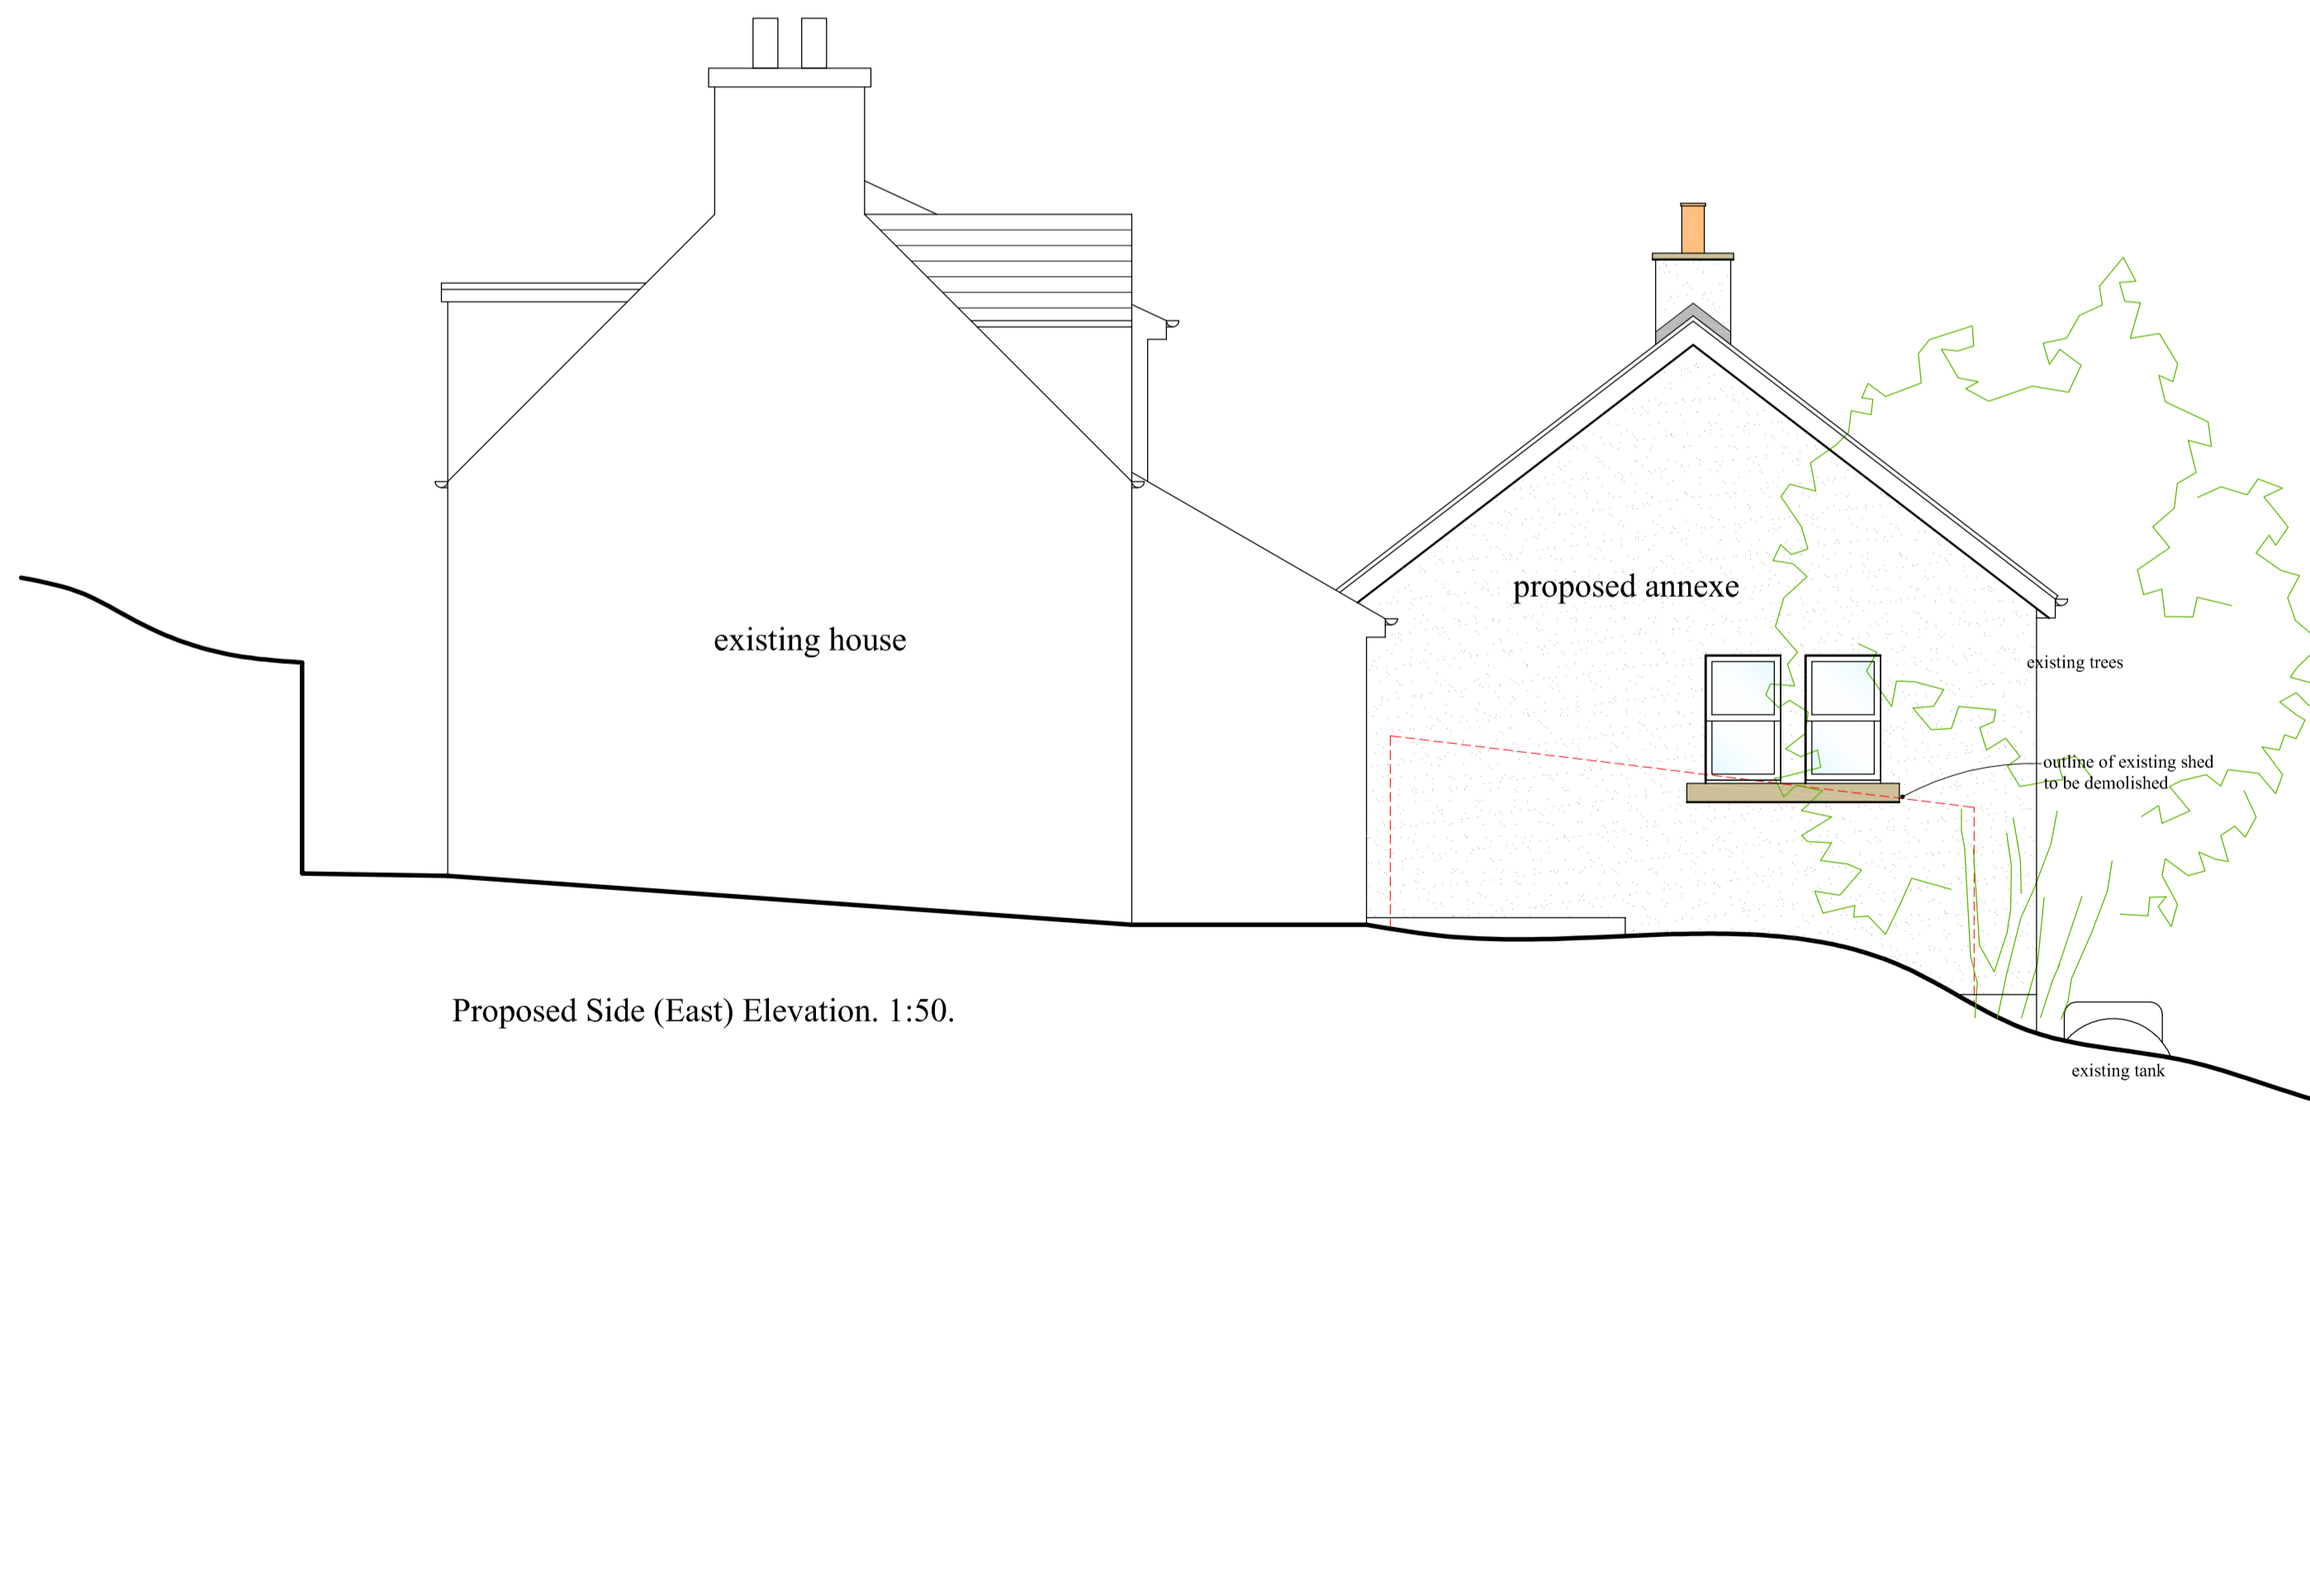 proposed annexe
existing house
existing trees
outline of existing shed
to be demolished
Proposed Side (East) Elevation. 1:50.
existing tank